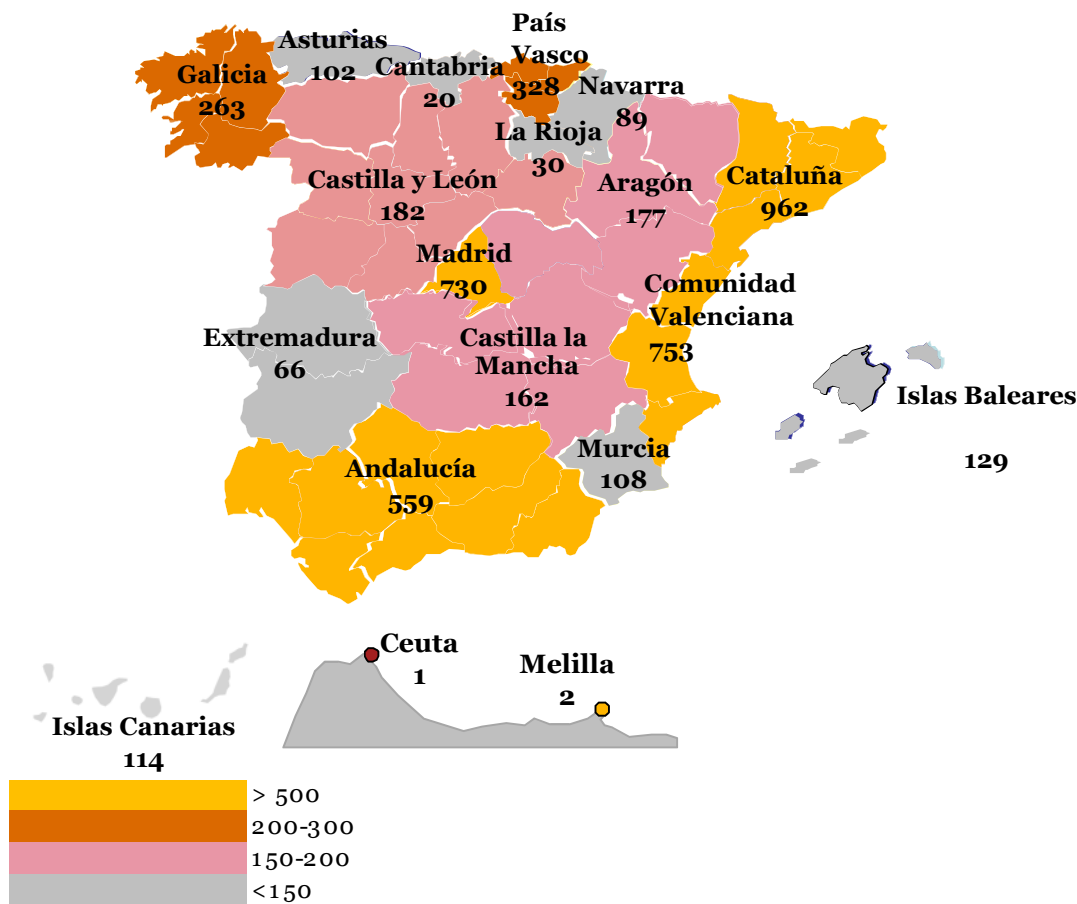 País
Vasco
328
Asturias
102
Cantabria
20
Galicia
263
Navarra
89
La Rioja
30
Castilla y León
182
Aragón
177
Cataluña
962
Madrid
730
Comunidad
Valenciana
753
Extremadura
66
Castilla la
Mancha
162
Islas Baleares
129
Andalucía
559
Murcia
108
Ceuta
1
Melilla
2
Islas Canarias
114
> 500
200-300
150-200
<150